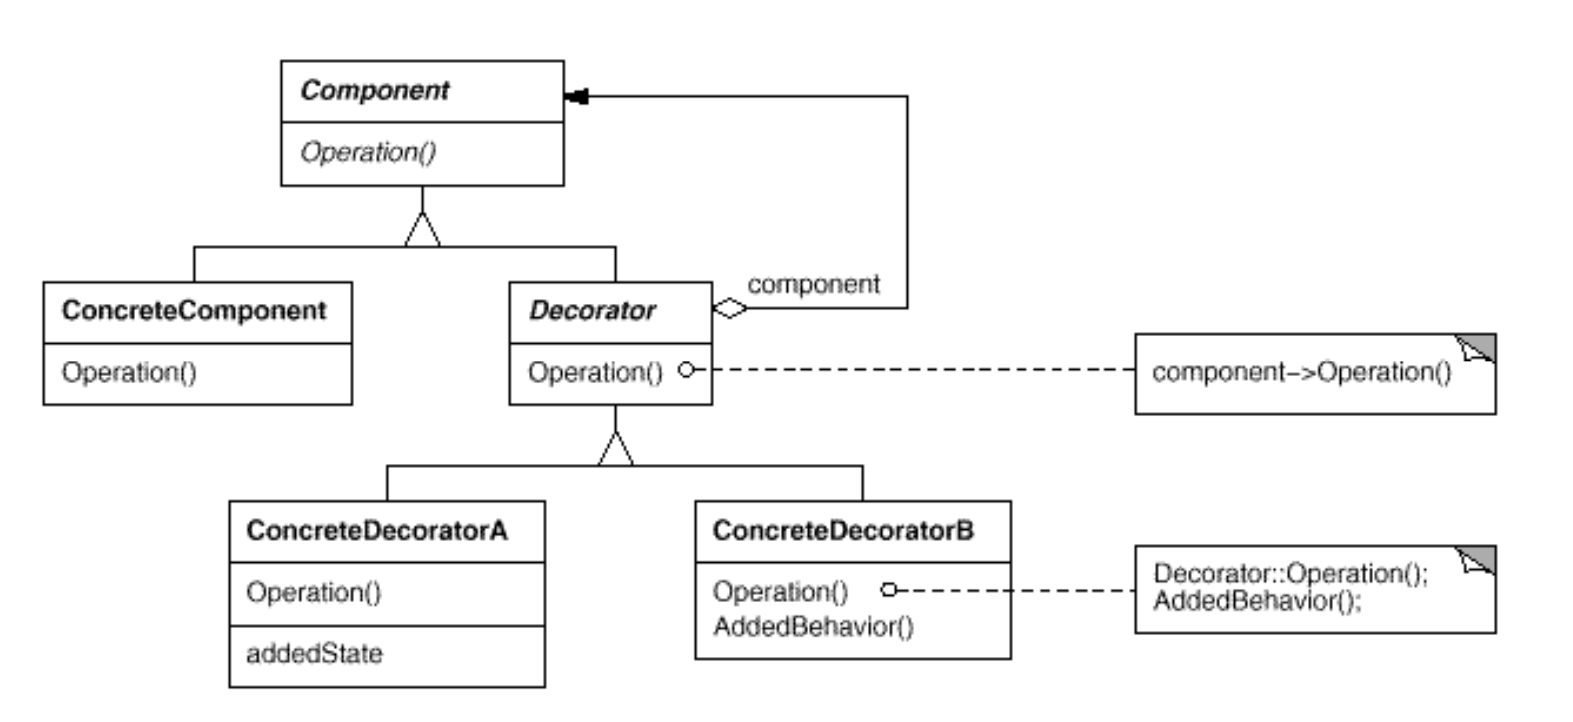 Component
Operation()
component
ConcreteComponent
Operation()
Decorator
Operation()
component–>Operation()
ConcreteDecoratorA
Operation()
addedState
ConcreteDecoratorB
Operation()
AddedBehavior()
Decorator::Operation();
AddedBehavior();